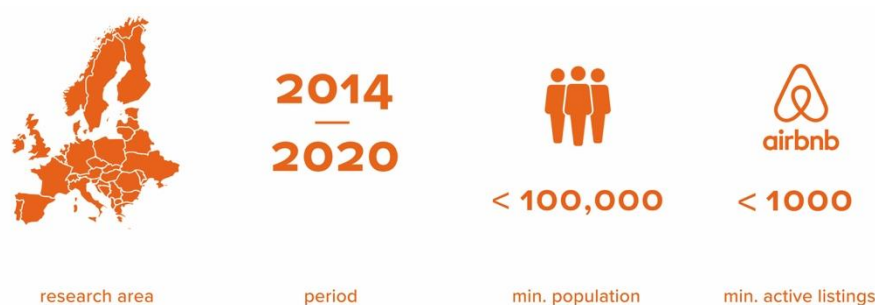 2014
2020
airbnb
< 100,000
< 1000
research area
period
min. population
min. active listings